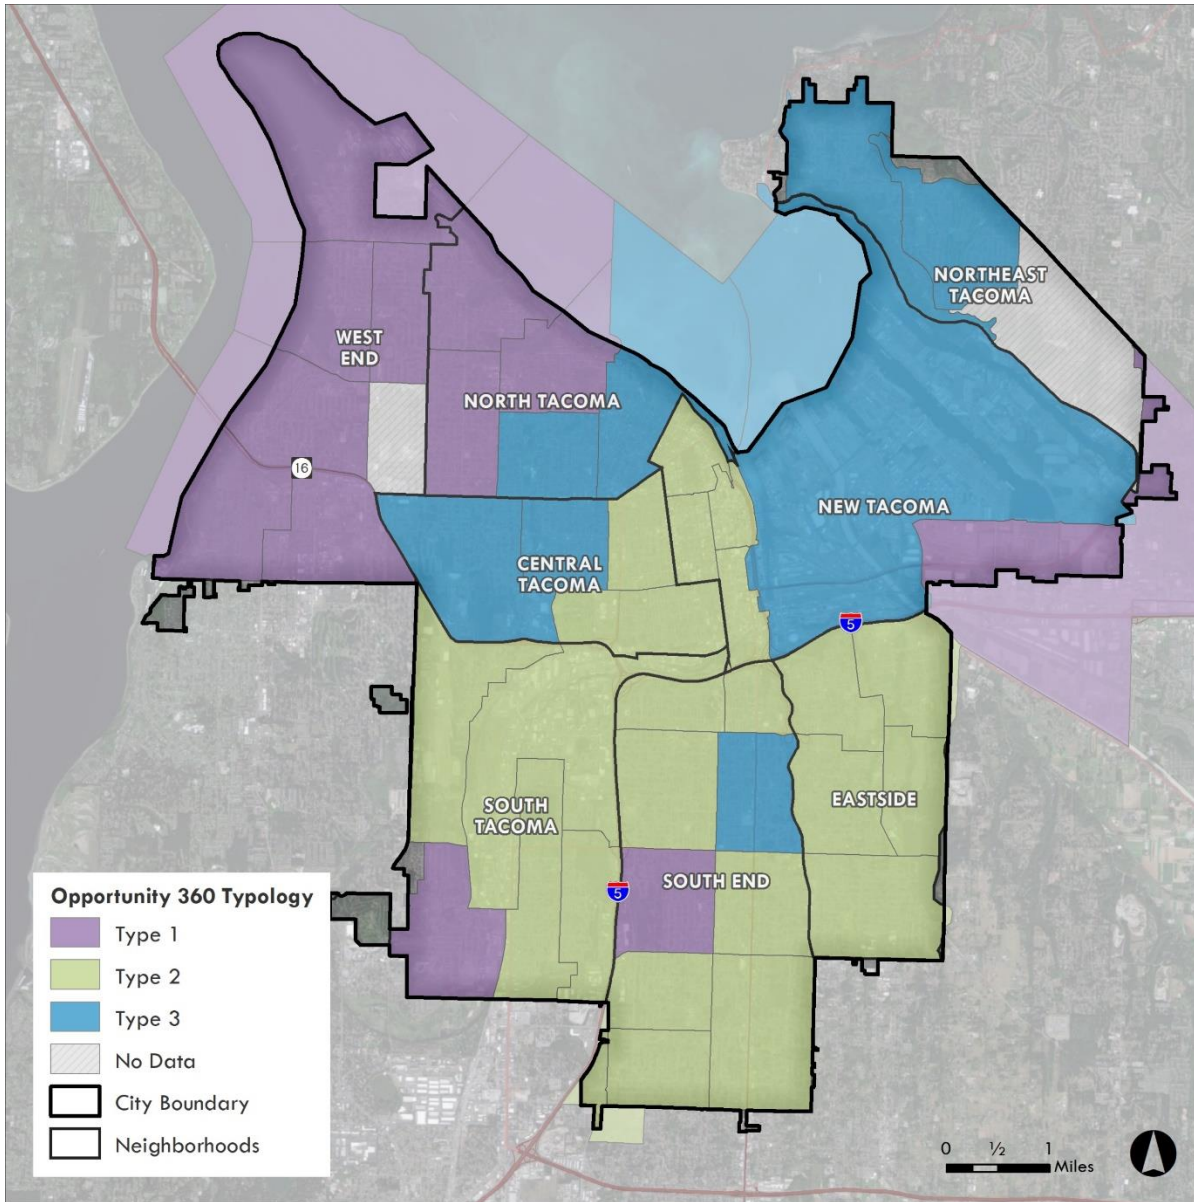 NORTHEAST
TACOMA
WEST
END
NORTH TACOMA
16
NEW TACOMA
CENTRAL
TACOMA
5
SOUTH
TACOMA
EASTSIDE
SOUTH END
5
Opportunity 360 Typology
Type 1
Type 2
Type 3
No Data
City Boundary
Neighborhoods
0 ½ 1
Miles